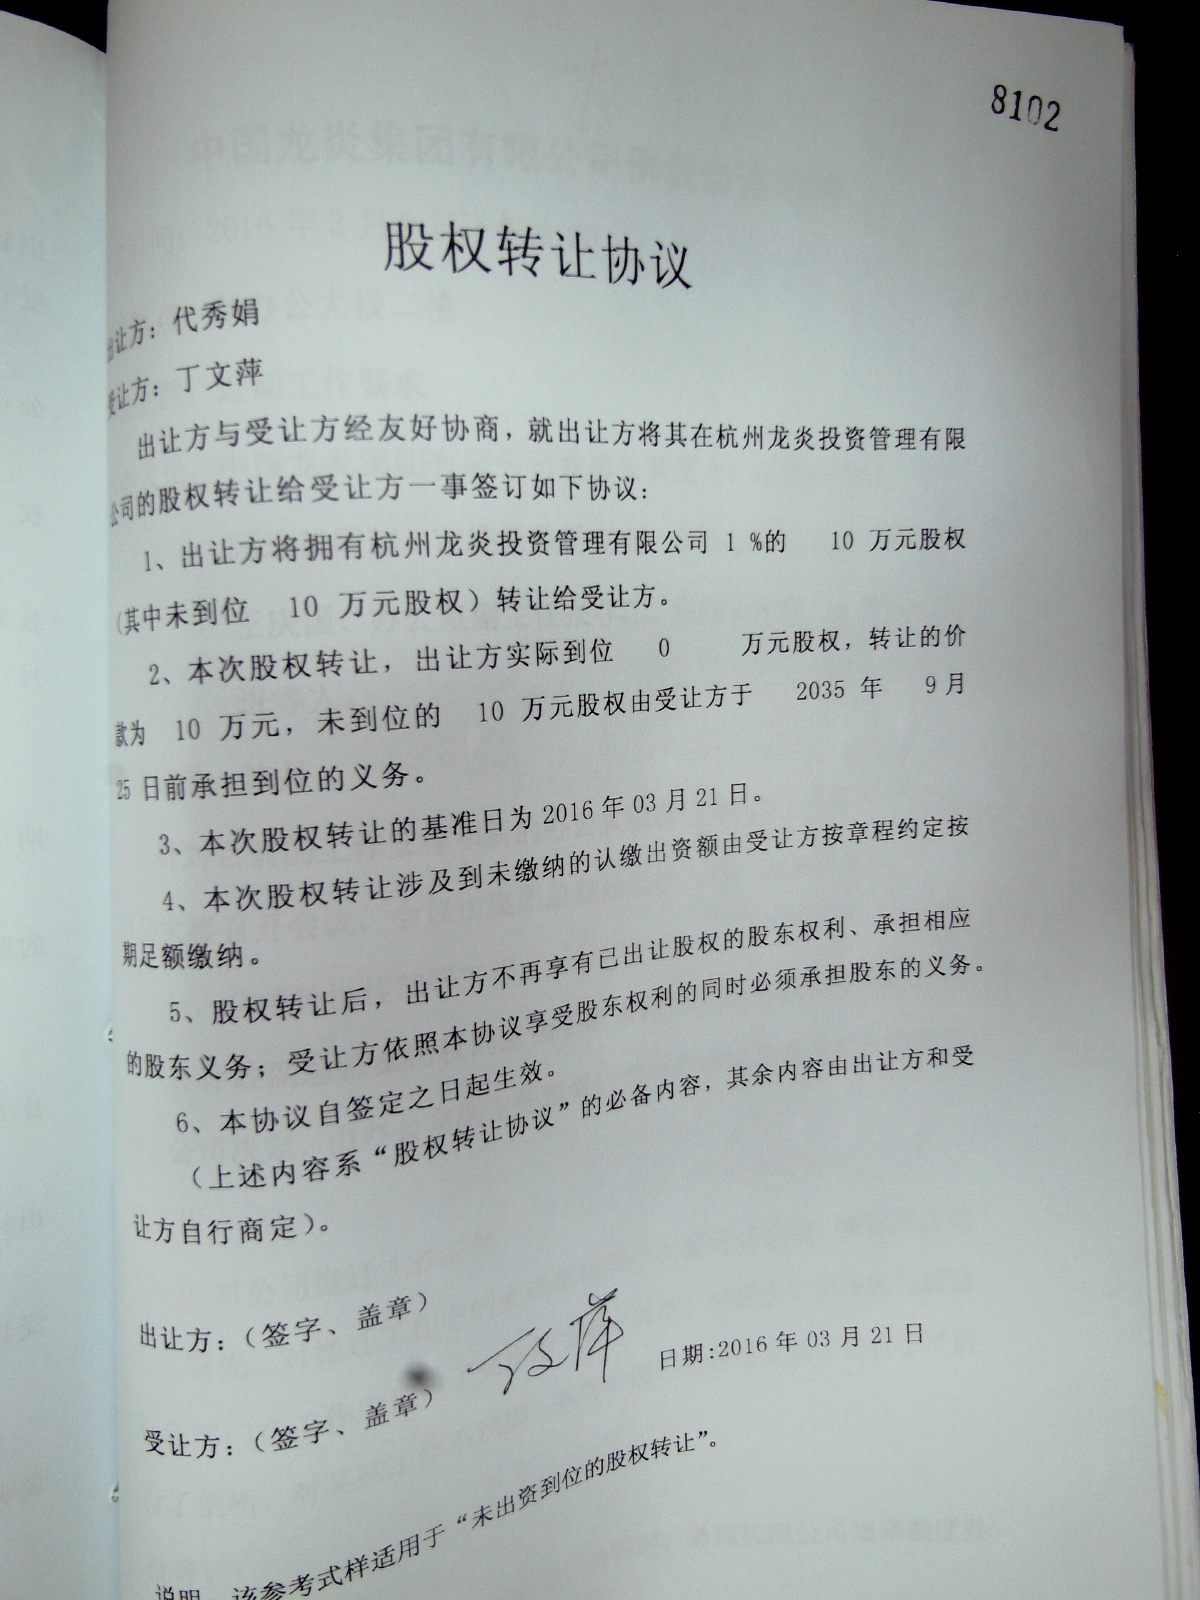 8102
股权转让协议
出让方：代秀娟
受让方：丁文萍
出让方与受让方经友好协商，就出让方将其在杭州龙炎投资管理有限
公司的股权转让给受让方一事签订如下协议：
1、出让方将拥有杭州龙炎投资管理有限公司 1 %的 10 万元股权
（其中未到位 10 万元股权）转让给受让方。
2、本次股权转让，出让方实际到位 0 万元股权，转让的价
款为 10 万元，未到位的 10 万元股权由受让方于 2035 年 9月
25 日前承担到位的义务。
3、本次股权转让的基准日为 2016 年 03 月 21 日。
4、本次股权转让涉及到未缴纳的认缴出资额由受让方按章程约定按
期足额缴纳。
5、股权转让后，出让方不再享有已出让股权的股东权利、承担相应
的股东义务；受让方依照本协议享受股东权利的同时必须承担股东的义务。
6、本协议自签定之日起生效。
（上述内容系“股权转让协议”的必备内容，其余内容由出让方和受
让方自行商定）。
出让方：（签字、盖章）
受让方：（签字、盖章） 丁文萍 日期:2016 年 03 月 21 日
说明 该参考式样适用于“未出资到位的股权转让”。